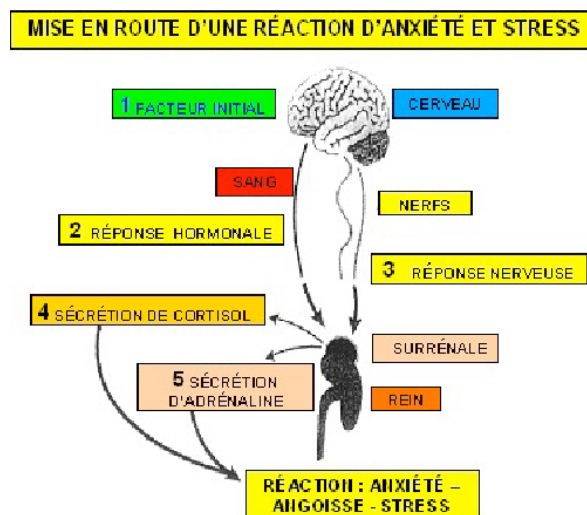 MISE EN ROUTE D'UNE RÉACTION D'ANXIÉTÉ ET STRESS
1 FACTEUR INITIAL
CERVEAU
SANG
NERFS
2 RÉPONSE HORMONALE
3 RÉPONSE NERVEUSE
4 SÉCRÉTION DE CORTISOL
SURRÉNALE
5 SÉCRÉTION
D'ADRÉNALINE
REIN
RÉACTION : ANXIÉTÉ –
ANGOISSE - STRESS